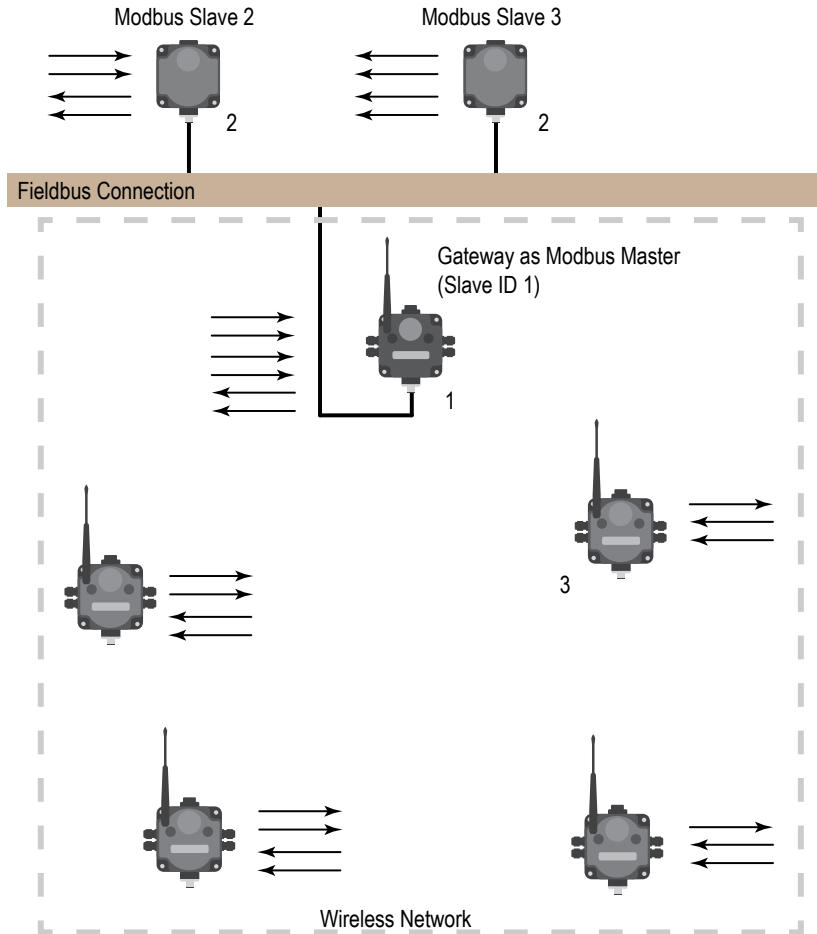 Modbus Slave 2
Modbus Slave 3
2
2
Fieldbus Connection
Gateway as Modbus Master
(Slave ID 1)
1
3
Wireless Network